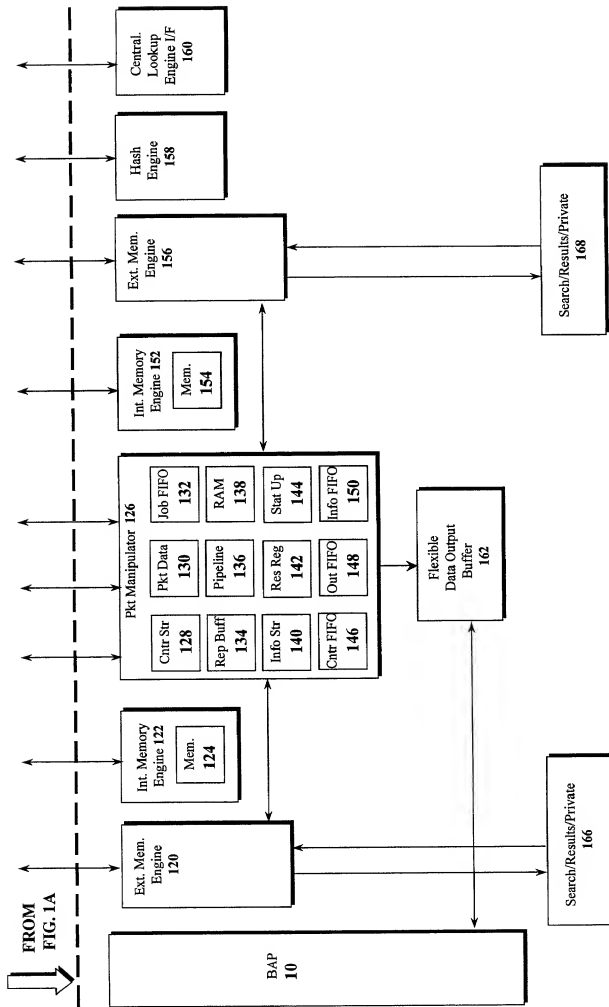 FROM
FIG. 1A
BAP
10
Ext. Mem.
Engine
120
Int. Memory
Engine 122
Mem.
124
Pkt Manipulator 126
Cntr Str
128
Pkt Data
130
Job FIFO
132
Rep Buff
134
Pipeline
136
RAM
138
Info Str
140
Res Reg
142
Stat Up
144
Cntr FIFO
146
Out FIFO
148
Info FIFO
150
Int. Memory
Engine 152
Mem.
154
Ext. Mem.
Engine
156
Hash
Engine
158
Central.
Lookup
Engine I/F
160
Flexible
Data Output
Buffer
162
Search/Results/Private
166
Search/Results/Private
168